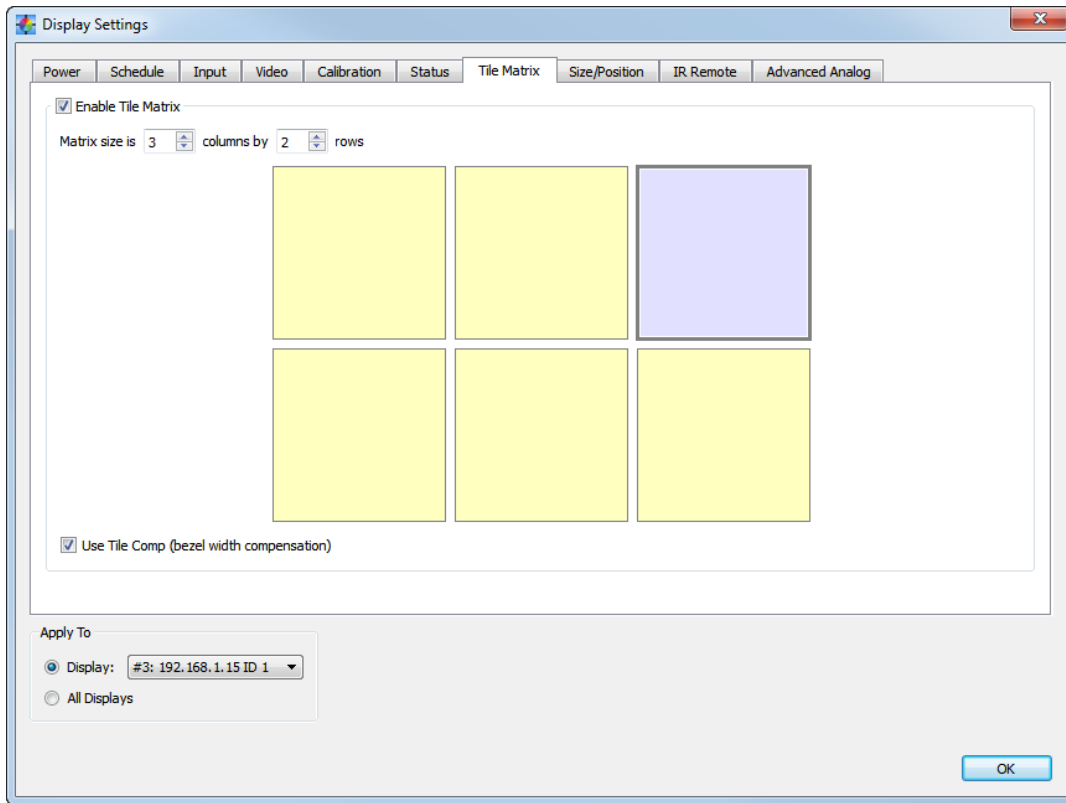 Display Settings
Power Schedule Input Video Calibration Status Tile Matrix Size/Position IR Remote Advanced Analog
Enable Tile Matrix
Matrix size is 3 columns by 2 rows
Use Tile Comp (bezel width compensation)
Apply To
Display: #3: 192.168.1.15 ID 1
All Displays
OK